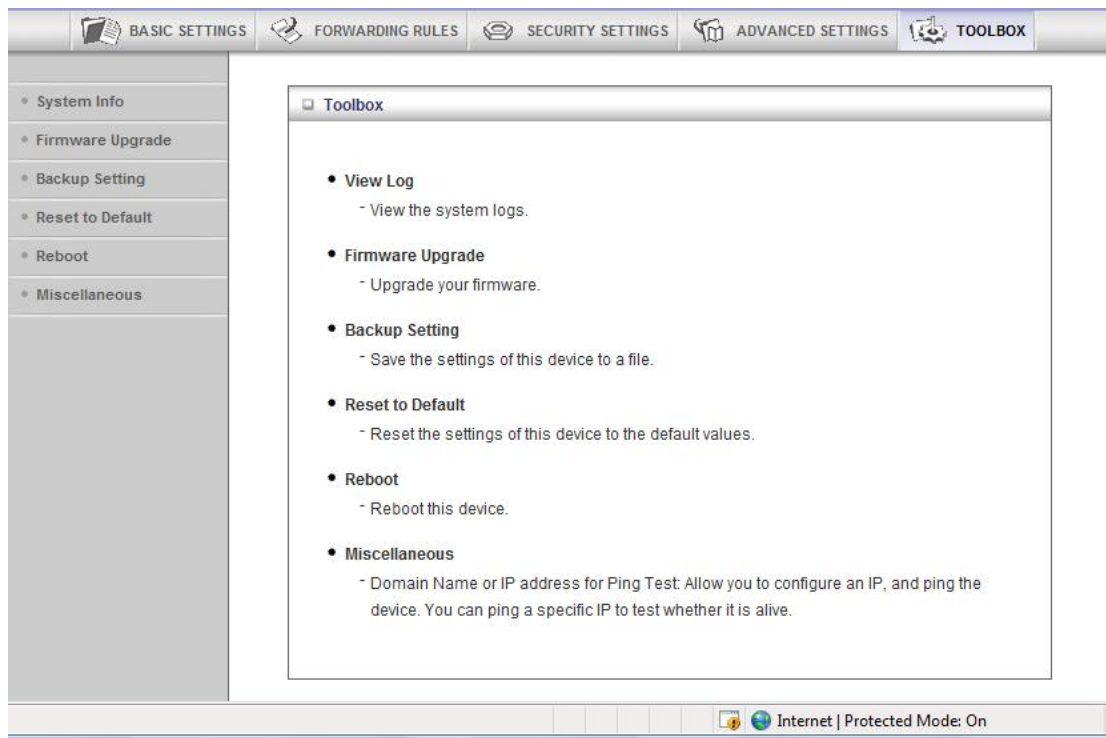 BASIC SETTINGS FORWARDING RULES SECURITY SETTINGS ADVANCED SETTINGS TOOLBOX
System Info
Firmware Upgrade
Backup Setting
Reset to Default
Reboot
Miscellaneous
Toolbox
• View Log
- View the system logs.
• Firmware Upgrade
- Upgrade your firmware.
• Backup Setting
- Save the settings of this device to a file.
• Reset to Default
- Reset the settings of this device to the default values.
• Reboot
- Reboot this device.
• Miscellaneous
- Domain Name or IP address for Ping Test: Allow you to configure an IP, and ping the
device. You can ping a specific IP to test whether it is alive.
Internet | Protected Mode: On